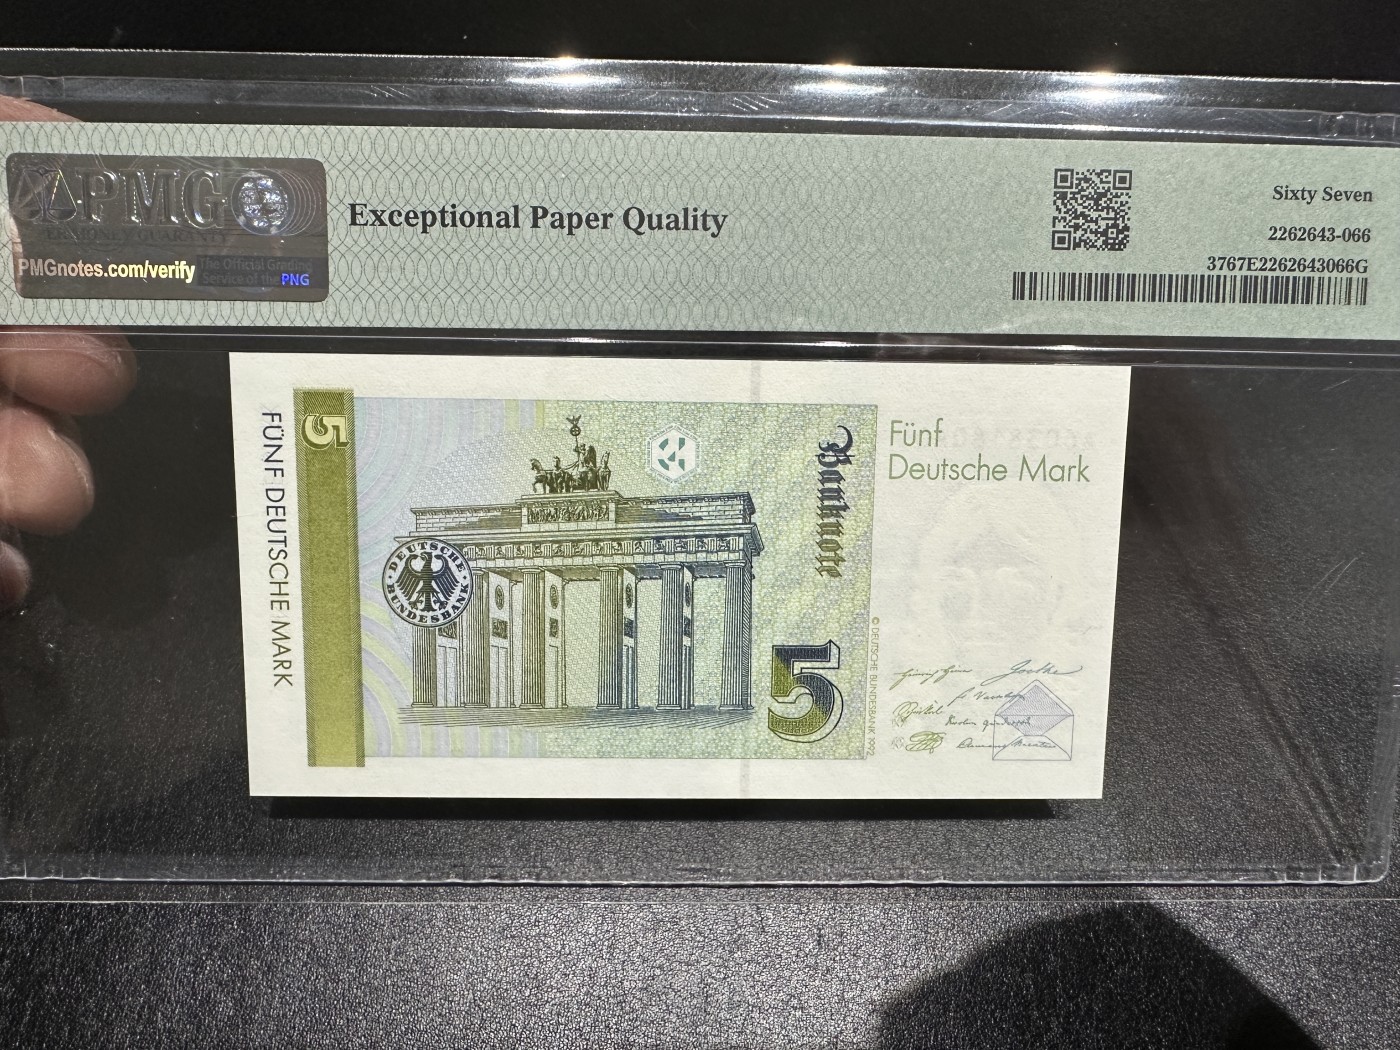 PMG
PMGnotes.com/verify
The Official Grading
Service of the PNG
Exceptional Paper Quality
Sixty Seven
2262643-066
3767E2262643066G
FÜNF DEUTSCHE MARK
5
DEUTSCHE BUNDESBANK
Banknote
5
© DEUTSCHE BUNDESBANK 1992
Fünf
Deutsche Mark